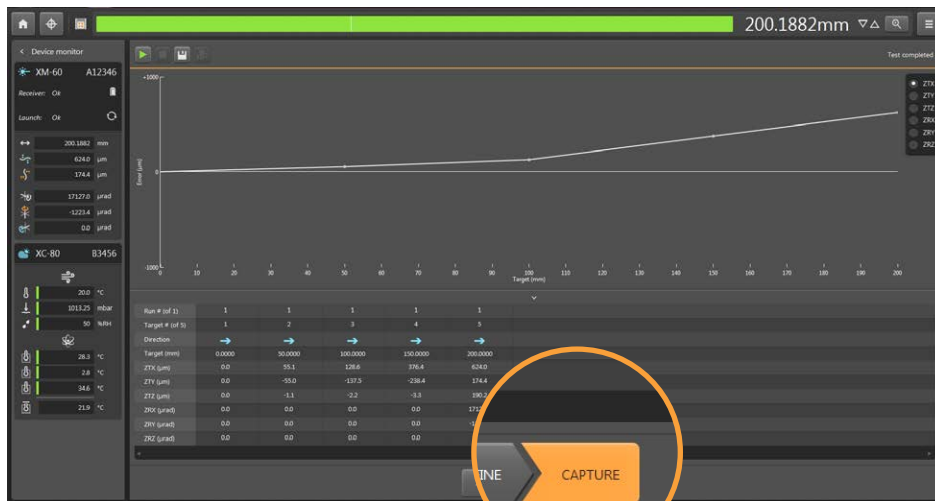 200.1882mm
Device monitor
XM-60 A12346
Receiver: Ok
Launch: Ok
200.1882 mm
624.0 µm
174.4 µm
17127.0 µrad
-1223.4 µrad
0.0 µrad
XC-80 B3456
20.0 °C
1013.25 mbar
50 %RH
28.3 °C
2.8 °C
34.6 °C
21.9 °C
Test completed
+1000
Error (µm)
0
-1000
0 10 20 30 40 50 60 70 80 90 100 110 120 130 140 150 160 170 180 190 200
Target (mm)
ZTX
ZTY
ZTZ
ZRX
ZRY
ZRZ
Run # (of 1) 1 1 1 1 1
Target # (of 5) 1 2 3 4 5
Direction
Target (mm) 0.0000 50.0000 100.0000 150.0000 200.0000
ZTX (µm) 0.0 55.1 128.6 376.4 624.0
ZTY (µm) 0.0 -55.0 -137.5 -238.4 174.4
ZTZ (µm) 0.0 -1.1 -2.2 -3.3 190.2
ZRX (µrad) 0.0 0.0 0.0 0.0
ZRY (µrad) 0.0 0.0 0.0 0.0
ZRZ (µrad) 0.0 0.0 0.0 0.0
INE CAPTURE